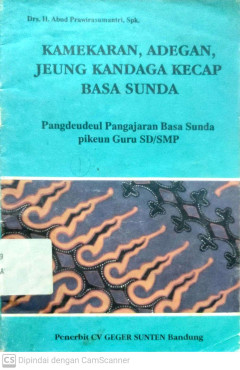 Drs. H. Abud Prawirasumantri, Spk.
KAMEKARAN, ADEGAN,
JEUNG KANDAGA KECAP
BASA SUNDA
Pangdeudeul Pangajaran Basa Sunda
pikeun Guru SD/SMP
Penerbit CV GEGER SUNTEN Bandung
CS Dipindai dengan CamScanner